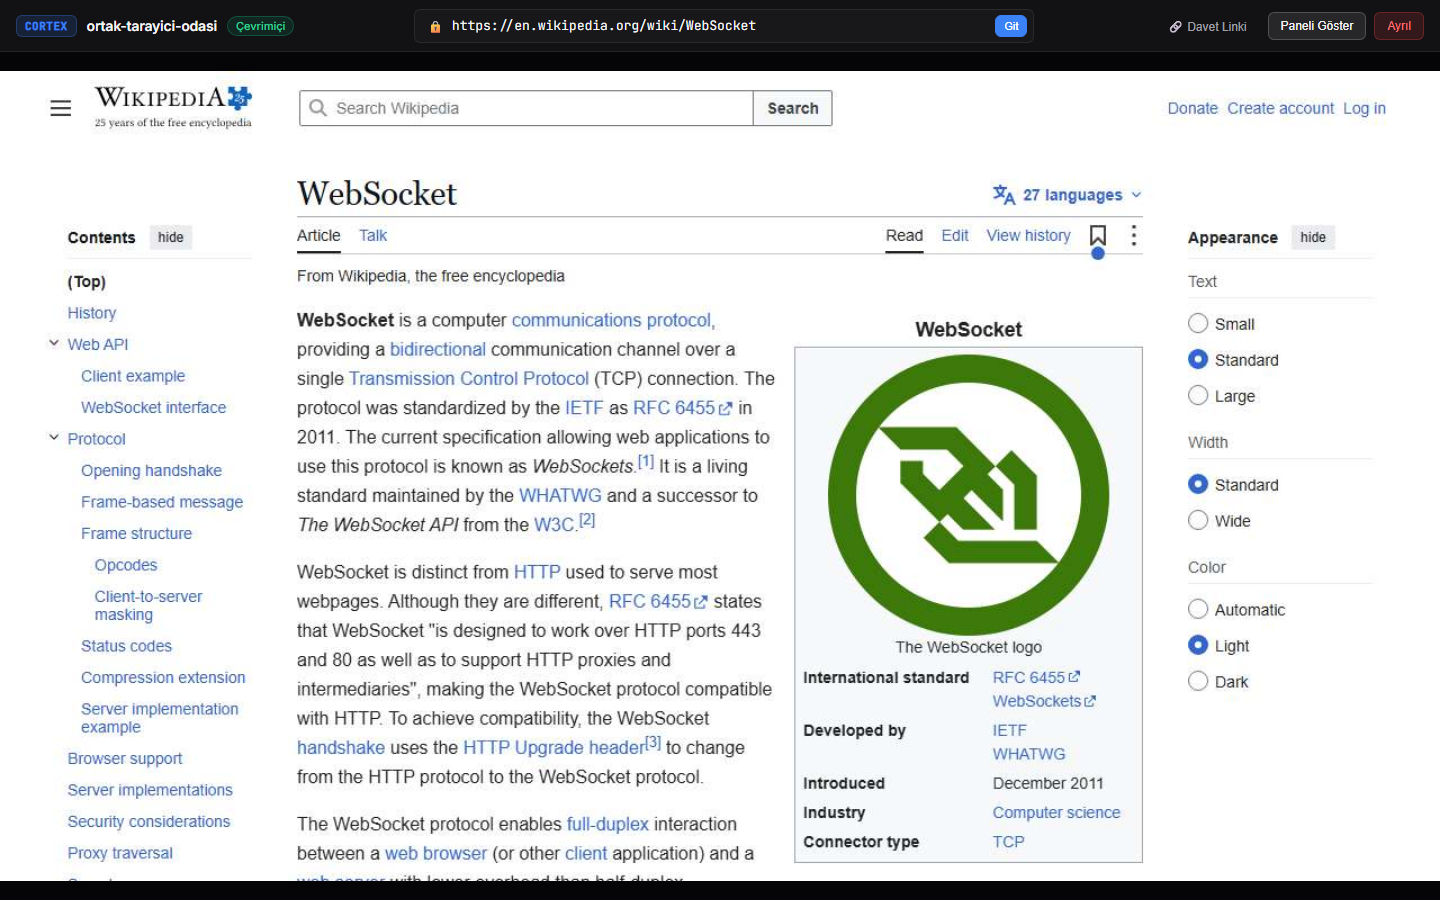 CORTEX ortak-tarayici-odasi Çevrimiçi
https://en.wikipedia.org/wiki/WebSocket Git
Davet Linki Paneli Göster Ayrıl
WIKIPEDIA 25
25 years of the free encyclopedia
Search Wikipedia Search
Donate Create account Log in
Contents hide
(Top)
History
Web API
Client example
WebSocket interface
Protocol
Opening handshake
Frame-based message
Frame structure
Opcodes
Client-to-server
masking
Status codes
Compression extension
Server implementation
example
Browser support
Server implementations
Security considerations
Proxy traversal
WebSocket
27 languages
Article Talk
Read Edit View history
From Wikipedia, the free encyclopedia
WebSocket is a computer communications protocol,
providing a bidirectional communication channel over a
single Transmission Control Protocol (TCP) connection. The
protocol was standardized by the IETF as RFC 6455 in
2011. The current specification allowing web applications to
use this protocol is known as WebSockets.[1] It is a living
standard maintained by the WHATWG and a successor to
The WebSocket API from the W3C.[2]
WebSocket is distinct from HTTP used to serve most
webpages. Although they are different, RFC 6455 states
that WebSocket "is designed to work over HTTP ports 443
and 80 as well as to support HTTP proxies and
intermediaries", making the WebSocket protocol compatible
with HTTP. To achieve compatibility, the WebSocket
handshake uses the HTTP Upgrade header[3] to change
from the HTTP protocol to the WebSocket protocol.
The WebSocket protocol enables full-duplex interaction
between a web browser (or other client application) and a
web server with lower overhead than half-duplex
WebSocket
The WebSocket logo
International standard RFC 6455
WebSockets
Developed by IETF
WHATWG
Introduced December 2011
Industry Computer science
Connector type TCP
Appearance hide
Text
Small
Standard
Large
Width
Standard
Wide
Color
Automatic
Light
Dark